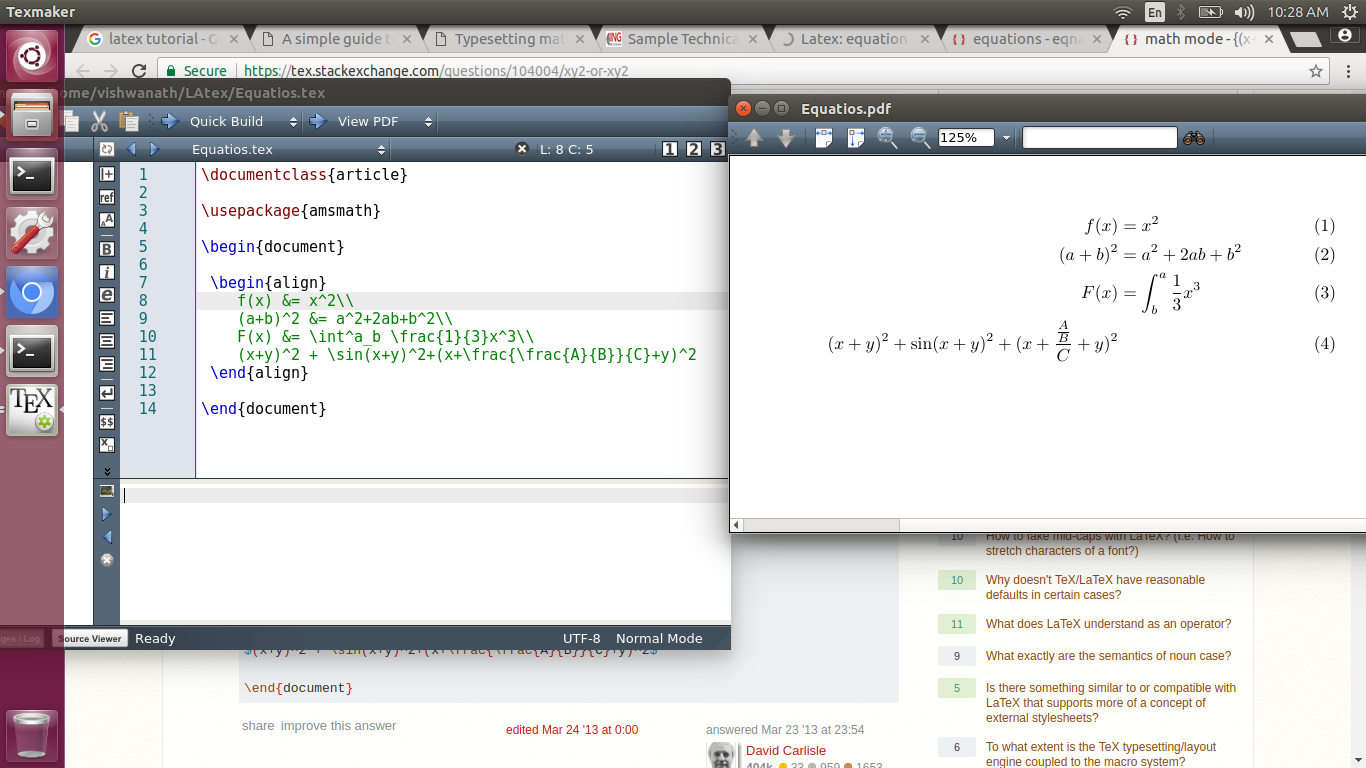 Texmaker
En
10:28 AM
latex tutorial - G
A simple guide t
Typesetting mat
Sample Technica
Latex: equation
equations - eqna
math mode - {(x+
Secure
https://tex.stackexchange.com/questions/104004/xy2-or-xy2
ome/vishwanath/LAtex/Equatios.tex
Quick Build
View PDF
Equatios.tex
L: 8 C: 5
1 2 3
1 \documentclass{article}
2
3 \usepackage{amsmath}
4
5 \begin{document}
6
7 \begin{align}
8 f(x) &= x^2\\
9 (a+b)^2 &= a^2+2ab+b^2\\
10 F(x) &= \int^a_b \frac{1}{3}x^3\\
11 (x+y)^2 + \sin(x+y)^2+(x+\frac{\frac{A}{B}}{C}+y)^2
12 \end{align}
13
14 \end{document}
ref
B
i
e
$$
TEX
ges / Log
Source Viewer
Ready
UTF-8
Normal Mode
Equatios.pdf
125%
f(x) = x² (1)
(a + b)² = a² + 2ab + b² (2)
F(x) = ∫_b^a 1/3 x³ (3)
(x + y)² + sin(x + y)² + (x + A/B/C + y)² (4)
$(x+y)^2 + \sin(x+y)^2+(x+\frac{\frac{A}{B}}{C}+y)^2$
\end{document}
share improve this answer
edited Mar 24 '13 at 0:00
answered Mar 23 '13 at 23:54
David Carlisle
404k 33 959 1653
10 How to fake mid-caps with LaTeX? (i.e. How to
stretch characters of a font?)
10 Why doesn't TeX/LaTeX have reasonable
defaults in certain cases?
11 What does LaTeX understand as an operator?
9 What exactly are the semantics of noun case?
5 Is there something similar to or compatible with
LaTeX that supports more of a concept of
external stylesheets?
6 To what extent is the TeX typesetting/layout
engine coupled to the macro system?